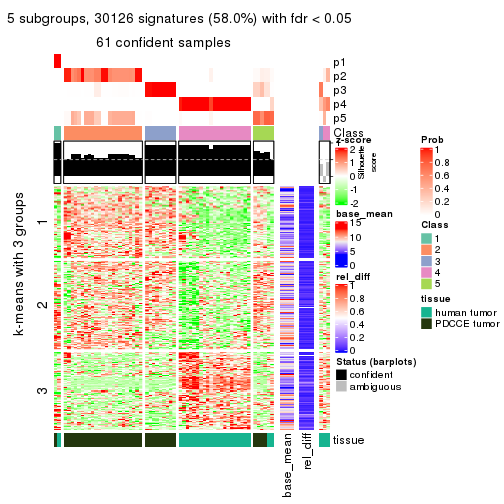 5 subgroups, 30126 signatures (58.0%) with fdr < 0.05
61 confident samples
p1
p2
p3
p4
p5
Class
Silhouette
score
k-means with 3 groups
1
2
3
tissue
base_mean
rel_diff
z-score
2
1
0
-1
-2
base_mean
15
10
5
0
rel_diff
1
0.8
0.6
0.4
0.2
0
Status (barplots)
confident
ambiguous
Prob
1
0.8
0.6
0.4
0.2
0
Class
1
2
3
4
5
tissue
human tumor
PDCCE tumor